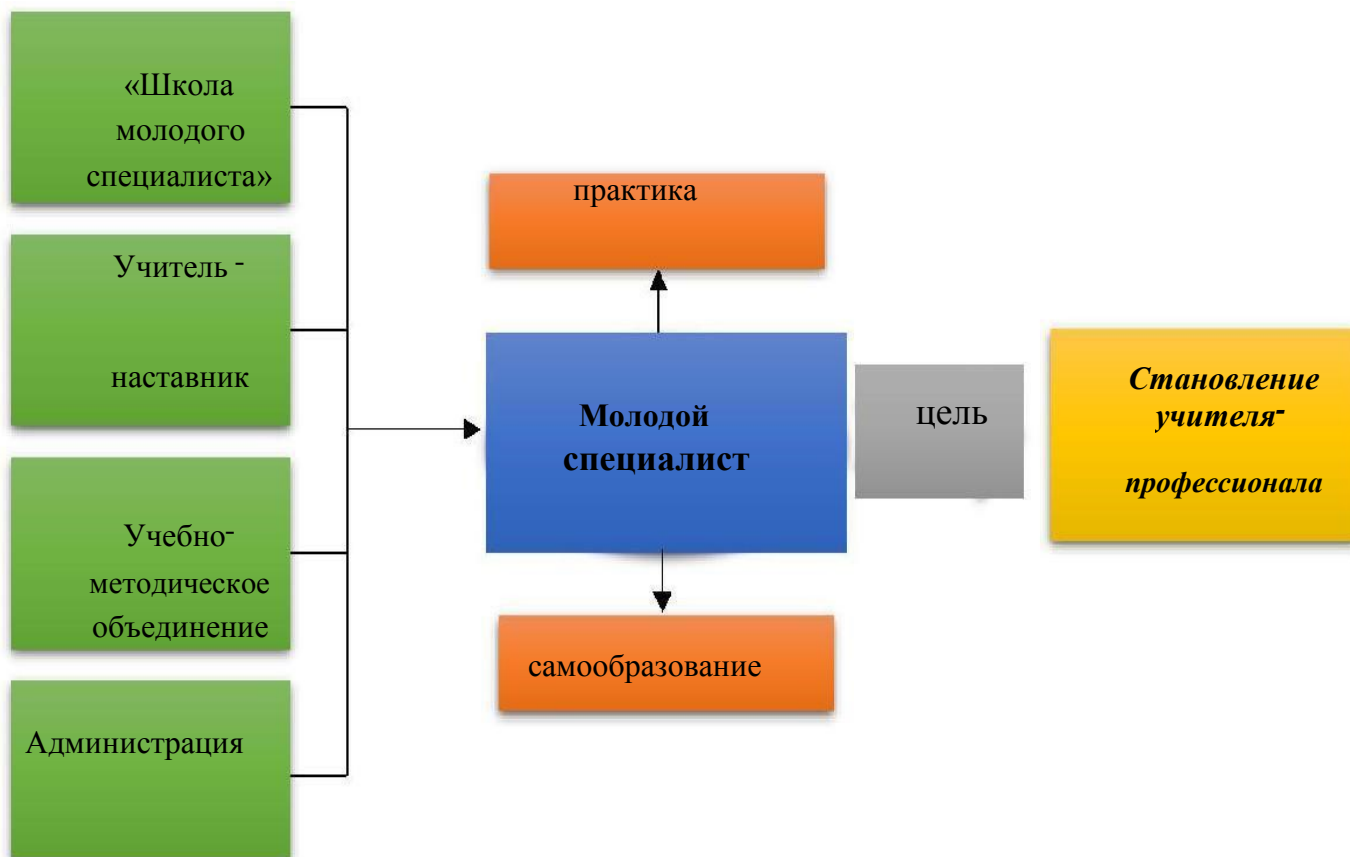 «Школа
молодого
специалиста»
Учитель -
наставник
Учебно-
методическое
объединение
Администрация
практика
Молодой
специалист
самообразование
цель
Становление
учителя-
профессионала